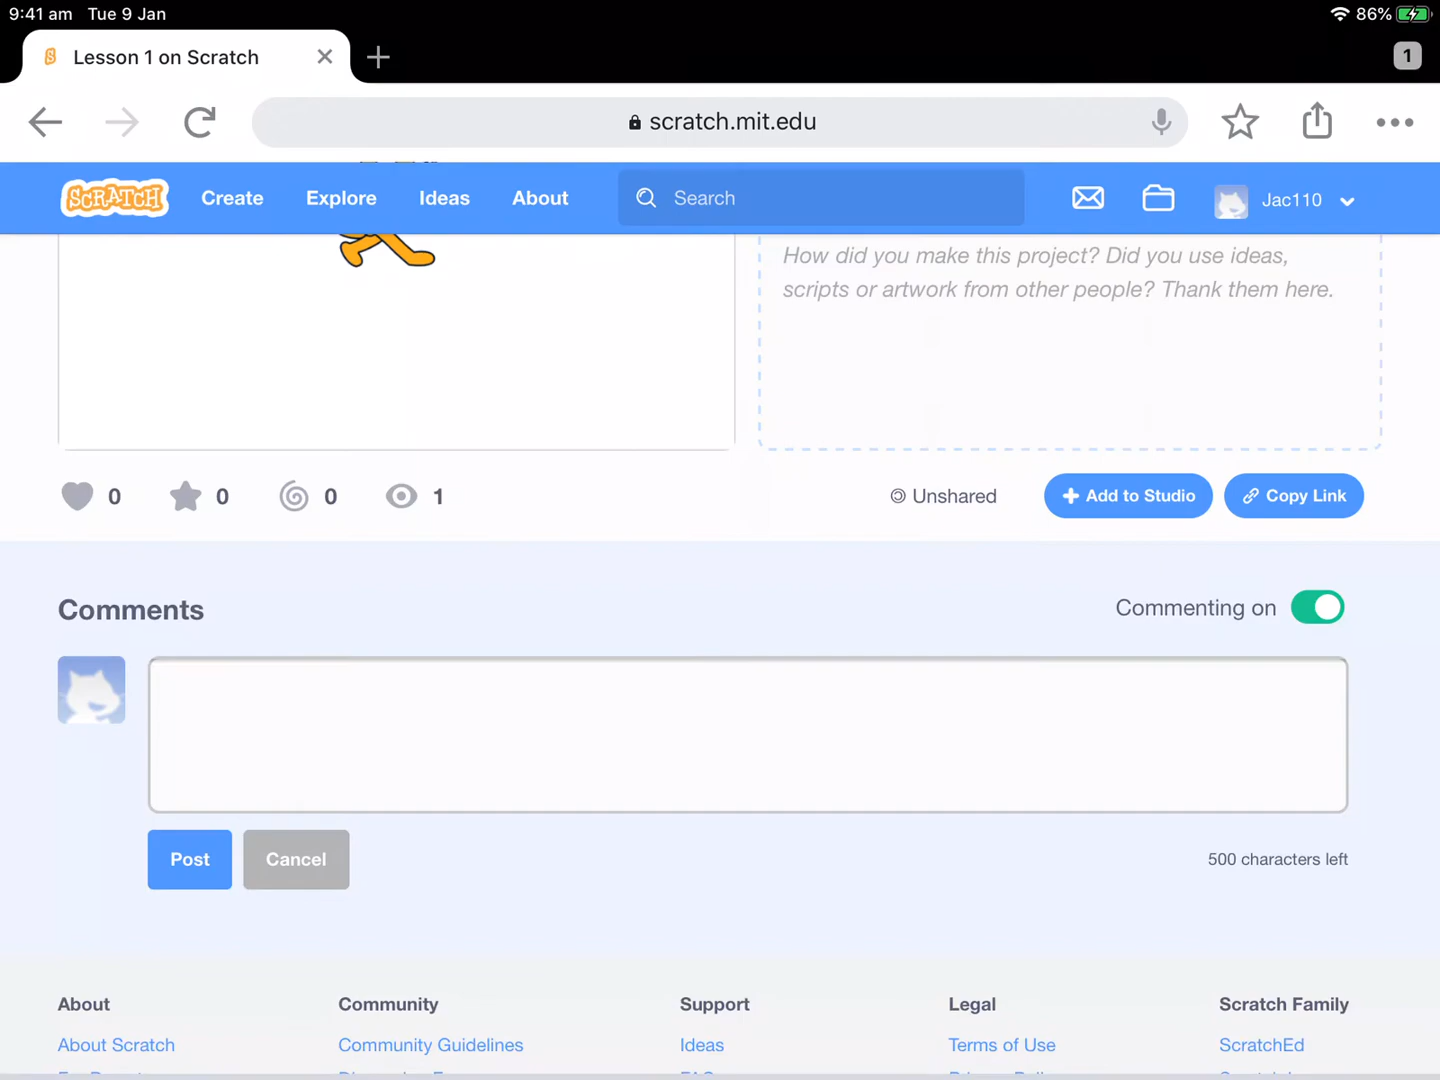 9:41 am Tue 9 Jan
86%
Lesson 1 on Scratch
1
scratch.mit.edu
SCRATCH
Create
Explore
Ideas
About
Search
Jac110
How did you make this project? Did you use ideas,
scripts or artwork from other people? Thank them here.
0
0
0
1
Unshared
Add to Studio
Copy Link
Comments
Commenting on
Post
Cancel
500 characters left
About
Community
Support
Legal
Scratch Family
About Scratch
Community Guidelines
Ideas
Terms of Use
ScratchEd